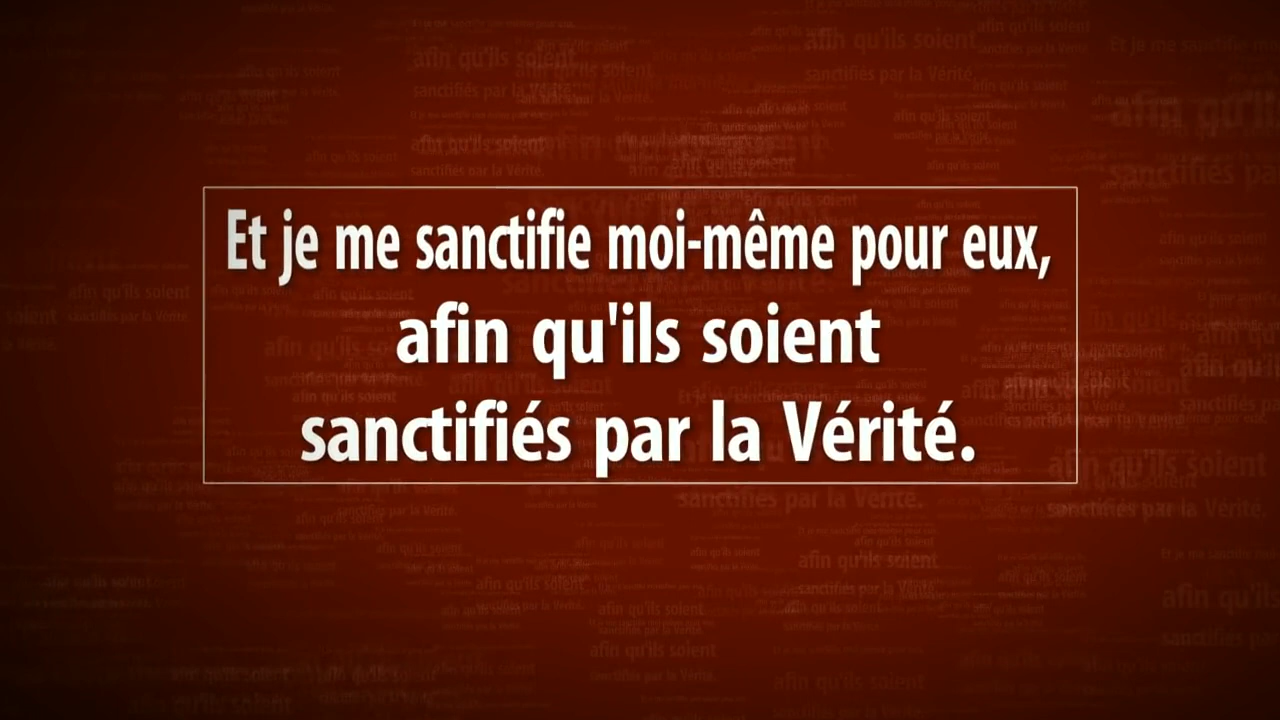 Et je me sanctifie moi-même pour eux,
afin qu'ils soient
sanctifiés par la Vérité.